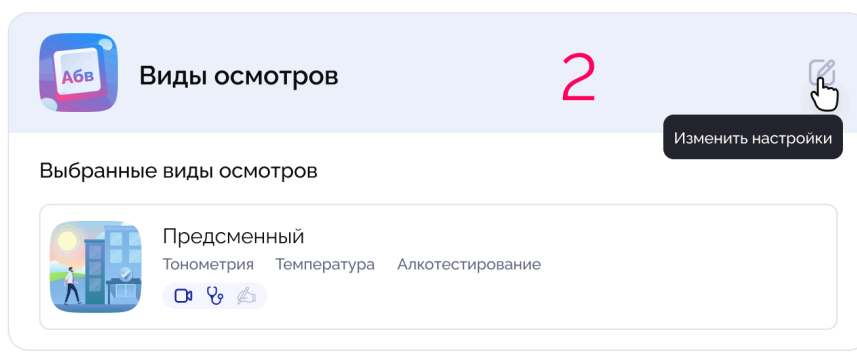 Абв
Виды осмотров
2
Изменить настройки
Выбранные виды осмотров
Предсменный
Тонометрия Температура Алкотестирование